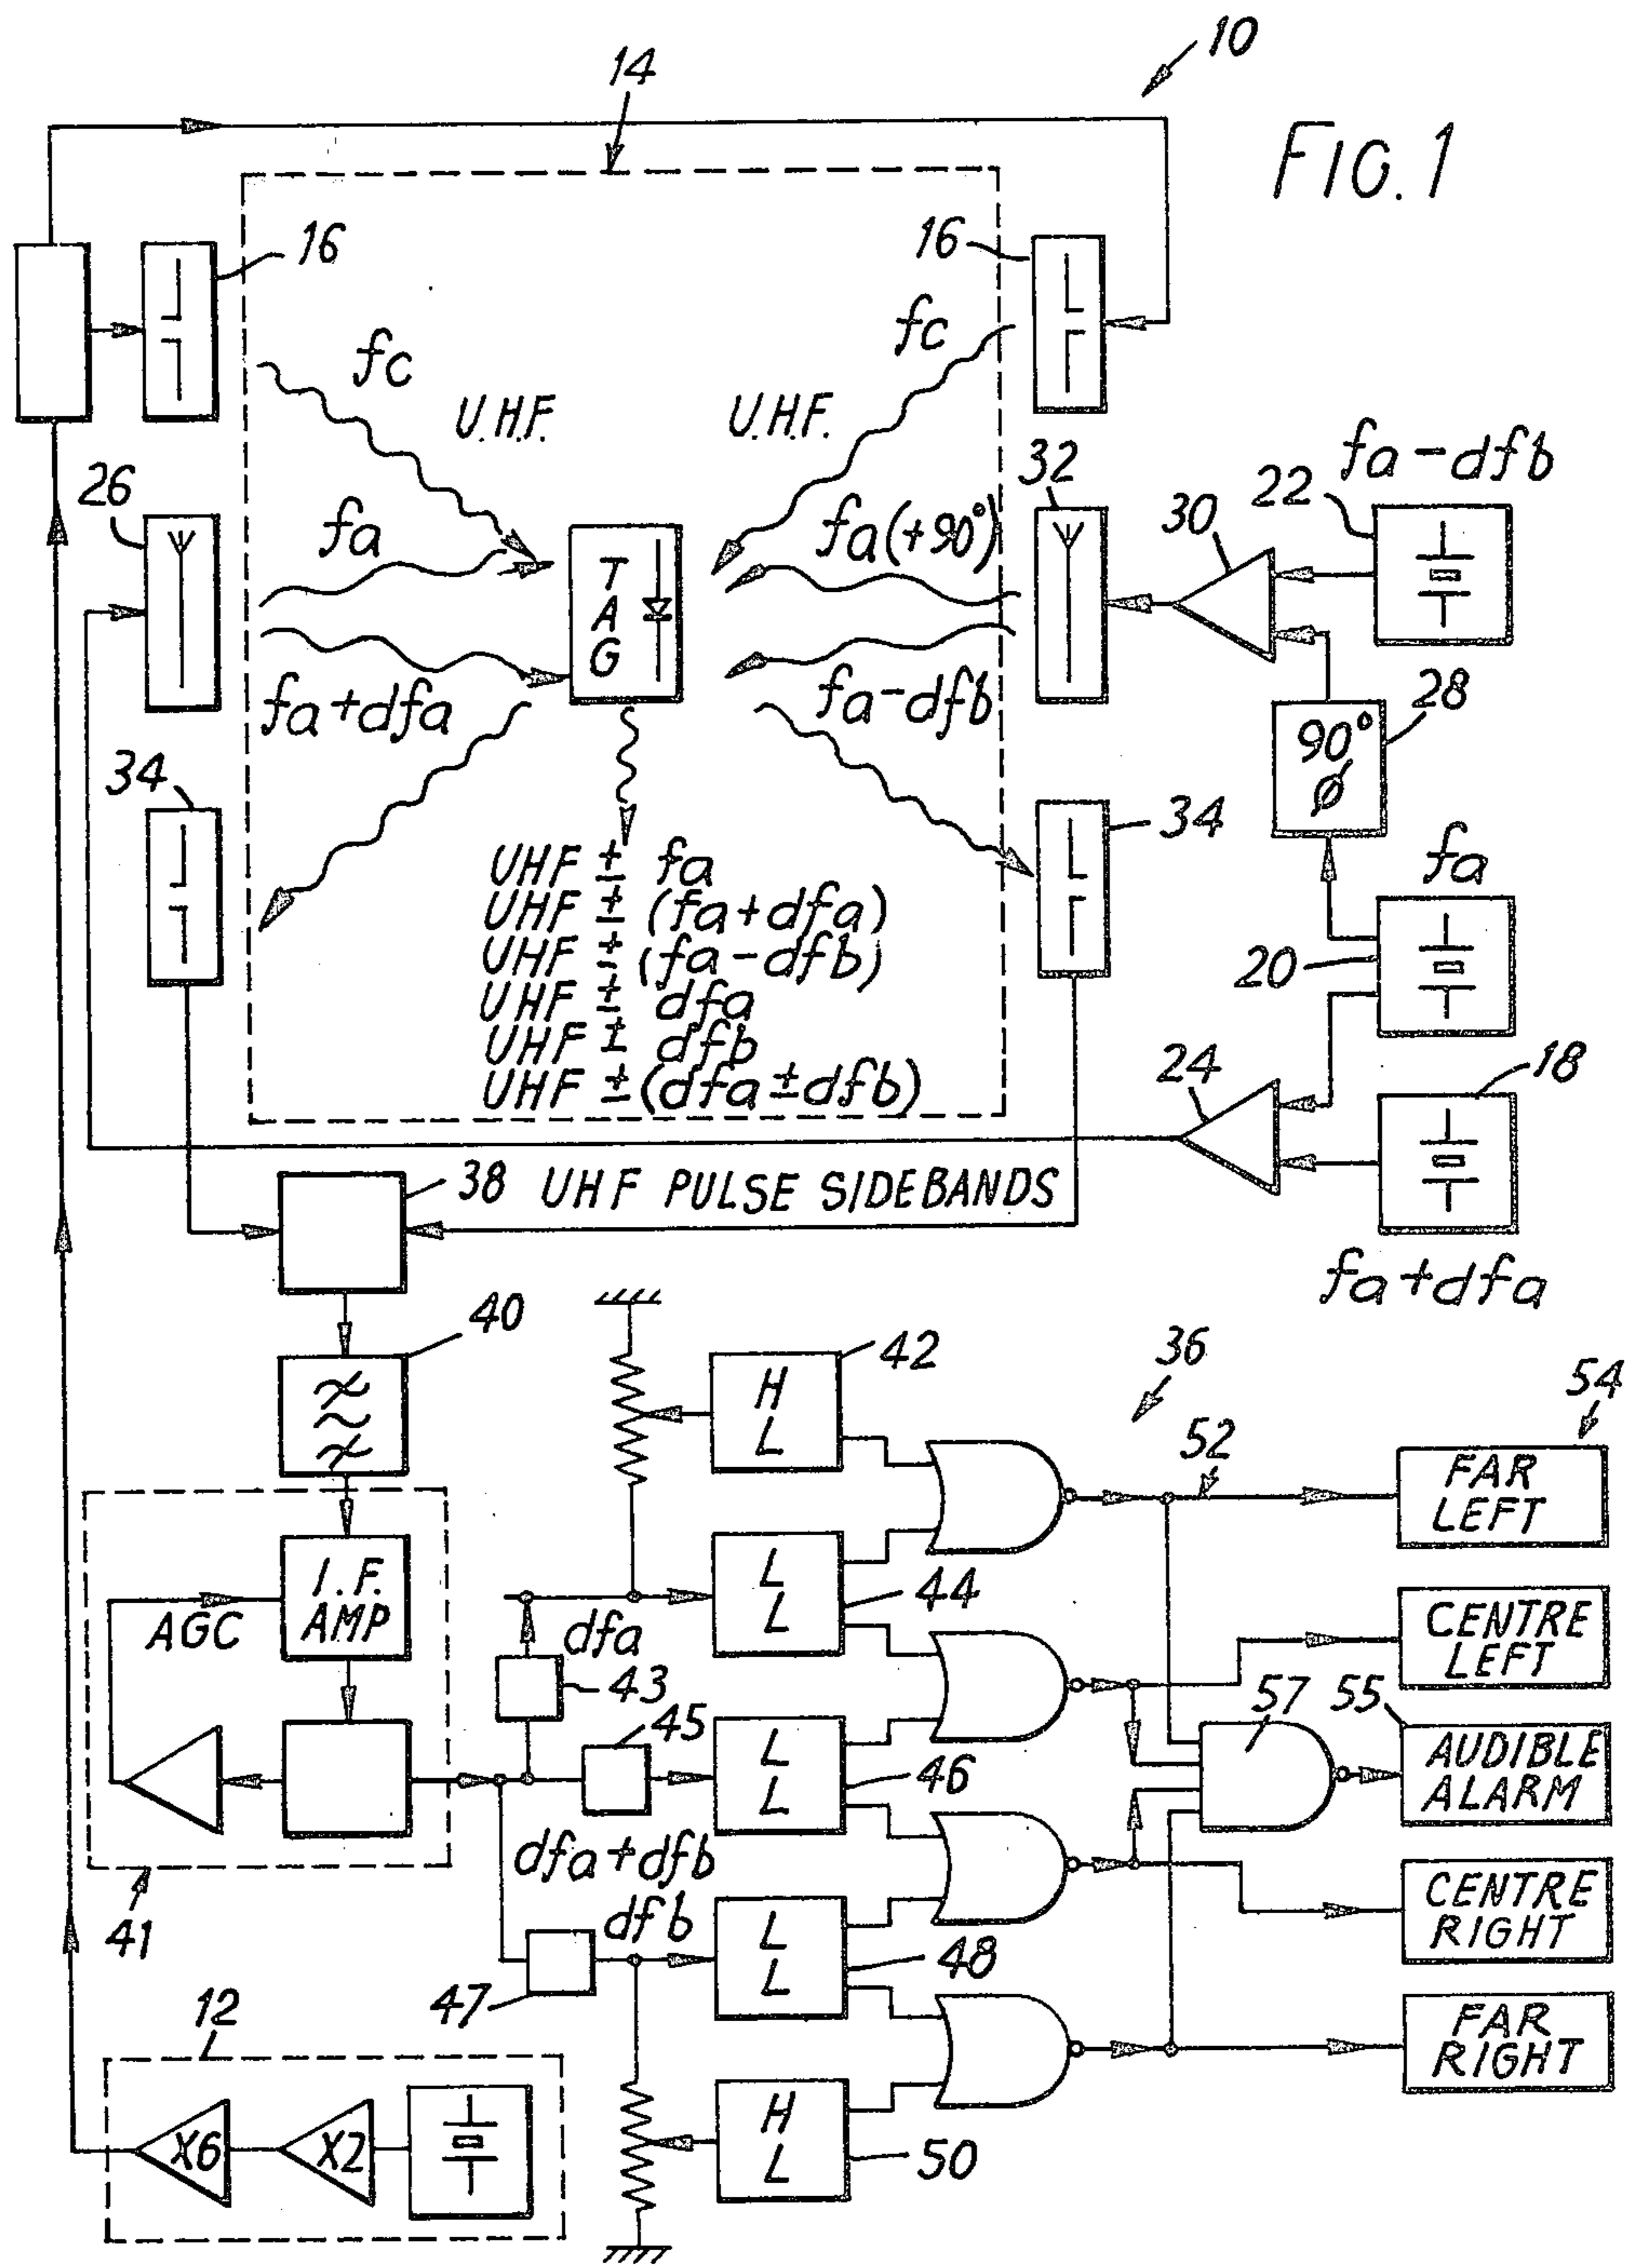 10
14
FIG. 1
16
16
fc
fc
U.H.F.
U.H.F.
fa-dfb
26
32
22
30
fa
fa(+90°)
TAG
fa+dfa
fa-dfb
28
90°
ø
34
34
UHF ± fa
UHF ± (fa+dfa)
UHF ± (fa-dfb)
UHF ± dfa
UHF ± dfb
UHF ±(dfa±dfb)
fa
20
24
18
38
UHF PULSE SIDEBANDS
fa+dfa
40
42
H
L
36
54
52
FAR
LEFT
I.F.
AMP
AGC
L
L
44
dfa
43
CENTRE
LEFT
57
55
45
L
L
46
AUDIBLE
ALARM
dfa+dfb
41
dfb
CENTRE
RIGHT
L
L
48
47
12
FAR
RIGHT
X6
X2
H
L
50